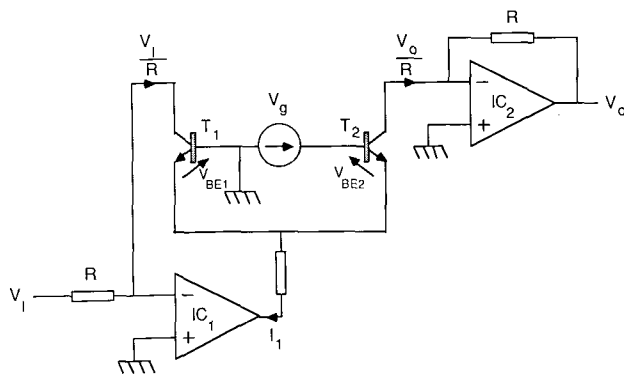 V_I
R
V_o
R
R
V_g
T_1
T_2
−
IC_2
+
V_o
V_BE1
V_BE2
R
V_I
−
IC_1
+
I_1